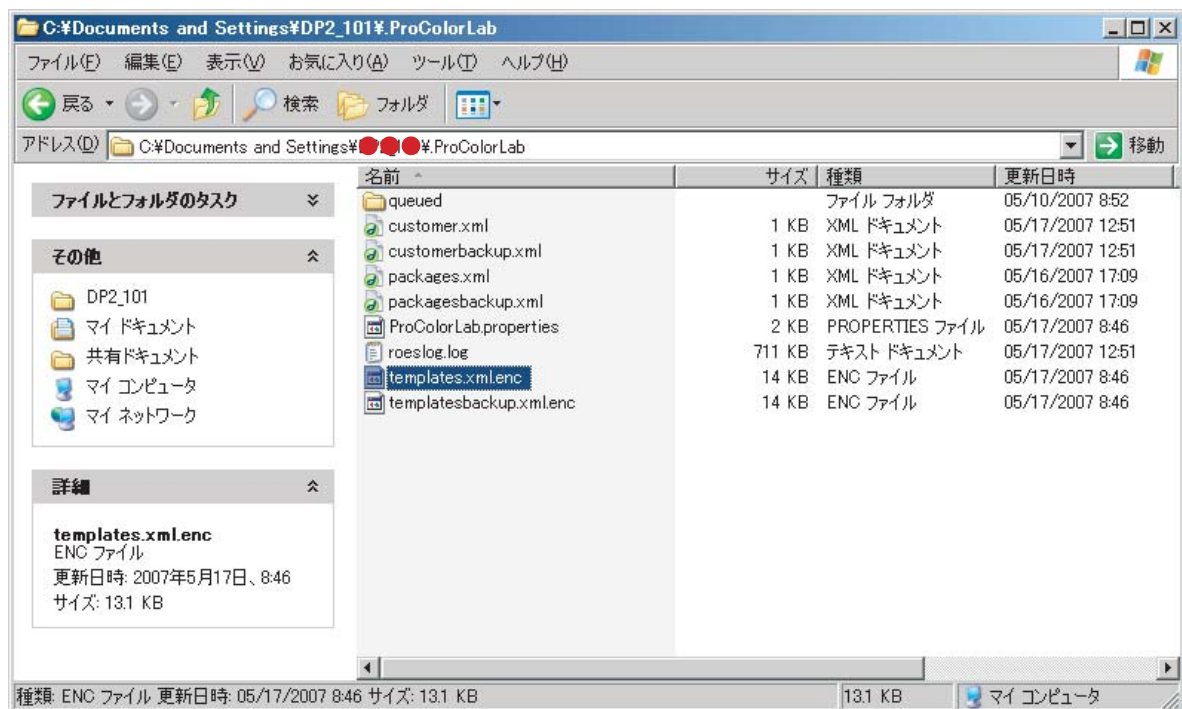 C:¥Documents and Settings¥DP2_101¥.ProColorLab
ファイル(F) 編集(E) 表示(V) お気に入り(A) ツール(T) ヘルプ(H)
戻る 検索 フォルダ
アドレス(D) C:¥Documents and Settings¥ ¥.ProColorLab 移動
ファイルとフォルダのタスク
その他
DP2_101
マイ ドキュメント
共有ドキュメント
マイ コンピュータ
マイ ネットワーク
詳細
templates.xml.enc
ENC ファイル
更新日時: 2007年5月17日、8:46
サイズ: 13.1 KB
名前 サイズ 種類 更新日時
queued ファイル フォルダ 05/10/2007 8:52
customer.xml 1 KB XML ドキュメント 05/17/2007 12:51
customerbackup.xml 1 KB XML ドキュメント 05/17/2007 12:51
packages.xml 1 KB XML ドキュメント 05/16/2007 17:09
packagesbackup.xml 1 KB XML ドキュメント 05/16/2007 17:09
ProColorLab.properties 2 KB PROPERTIES ファイル 05/17/2007 8:46
roeslog.log 711 KB テキスト ドキュメント 05/17/2007 12:51
templates.xml.enc 14 KB ENC ファイル 05/17/2007 8:46
templatesbackup.xml.enc 14 KB ENC ファイル 05/17/2007 8:46
種類: ENC ファイル 更新日時: 05/17/2007 8:46 サイズ: 13.1 KB 13.1 KB マイ コンピュータ